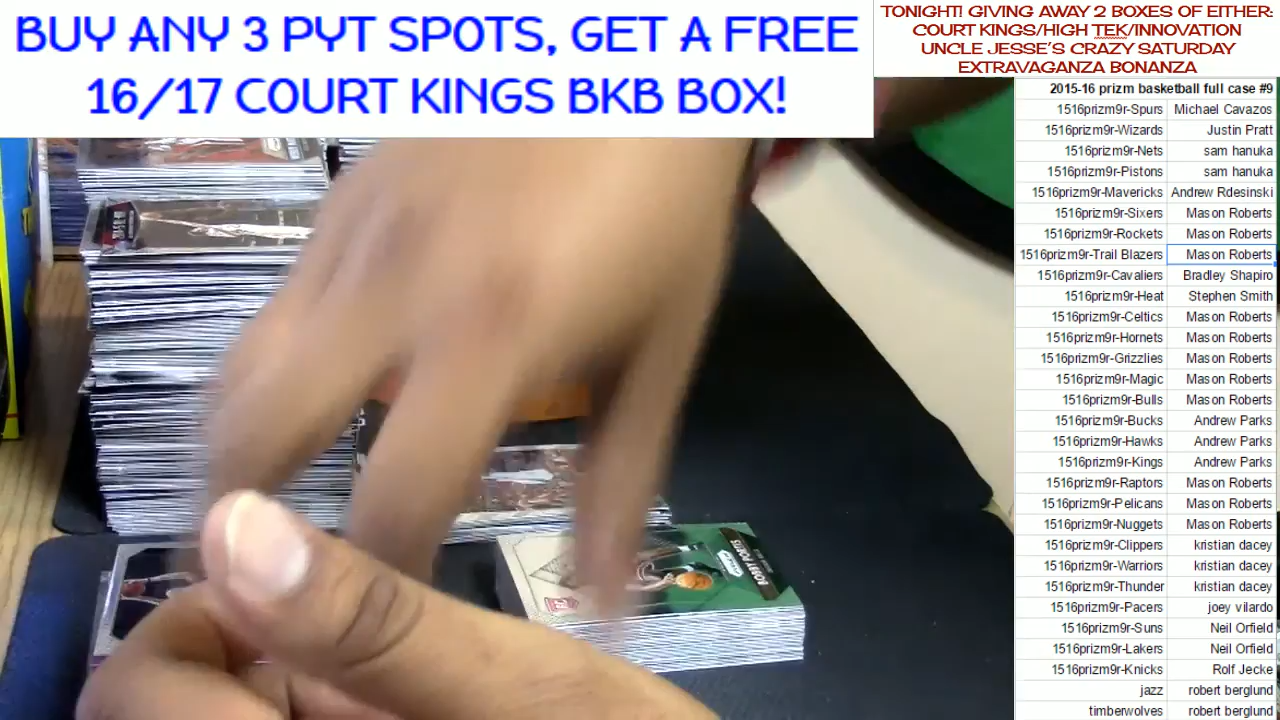 BUY ANY 3 PYT SPOTS, GET A FREE
16/17 COURT KINGS BKB BOX!
TONIGHT! GIVING AWAY 2 BOXES OF EITHER:
COURT KINGS/HIGH TEK/INNOVATION
UNCLE JESSE'S CRAZY SATURDAY
EXTRAVAGANZA BONANZA
2015-16 prizm basketball full case #9
1516prizm9r-Spurs Michael Cavazos
1516prizm9r-Wizards Justin Pratt
1516prizm9r-Nets sam hanuka
1516prizm9r-Pistons sam hanuka
1516prizm9r-Mavericks Andrew Rdesinski
1516prizm9r-Sixers Mason Roberts
1516prizm9r-Rockets Mason Roberts
1516prizm9r-Trail Blazers Mason Roberts
1516prizm9r-Cavaliers Bradley Shapiro
1516prizm9r-Heat Stephen Smith
1516prizm9r-Celtics Mason Roberts
1516prizm9r-Hornets Mason Roberts
1516prizm9r-Grizzlies Mason Roberts
1516prizm9r-Magic Mason Roberts
1516prizm9r-Bulls Mason Roberts
1516prizm9r-Bucks Andrew Parks
1516prizm9r-Hawks Andrew Parks
1516prizm9r-Kings Andrew Parks
1516prizm9r-Raptors Mason Roberts
1516prizm9r-Pelicans Mason Roberts
1516prizm9r-Nuggets Mason Roberts
1516prizm9r-Clippers kristian dacey
1516prizm9r-Warriors kristian dacey
1516prizm9r-Thunder kristian dacey
1516prizm9r-Pacers joey vilardo
1516prizm9r-Suns Neil Orfield
1516prizm9r-Lakers Neil Orfield
1516prizm9r-Knicks Rolf Jecke
jazz robert berglund
timberwolves robert berglund
BOBBY PORTIS
PRIZM